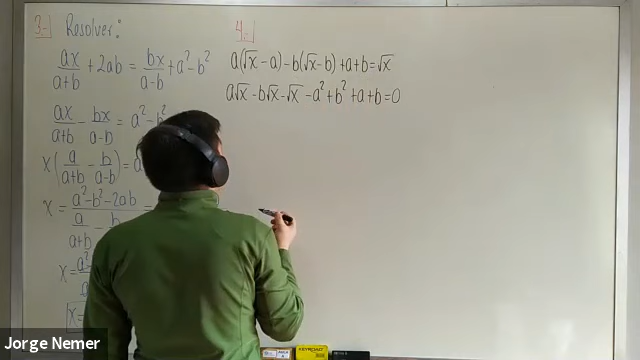 3.- Resolver:
ax/a+b + 2ab = bx/a-b + a² - b²
ax/a+b - bx/a-b = a² - b²
x(a/a+b - b/a-b) =
x = a² - b² - 2ab / a/a+b - b =
x =
x =
4.-
a(√x - a) - b(√x - b) + a + b = √x
a√x - b√x - √x - a² + b² + a + b = 0
Jorge Nemer